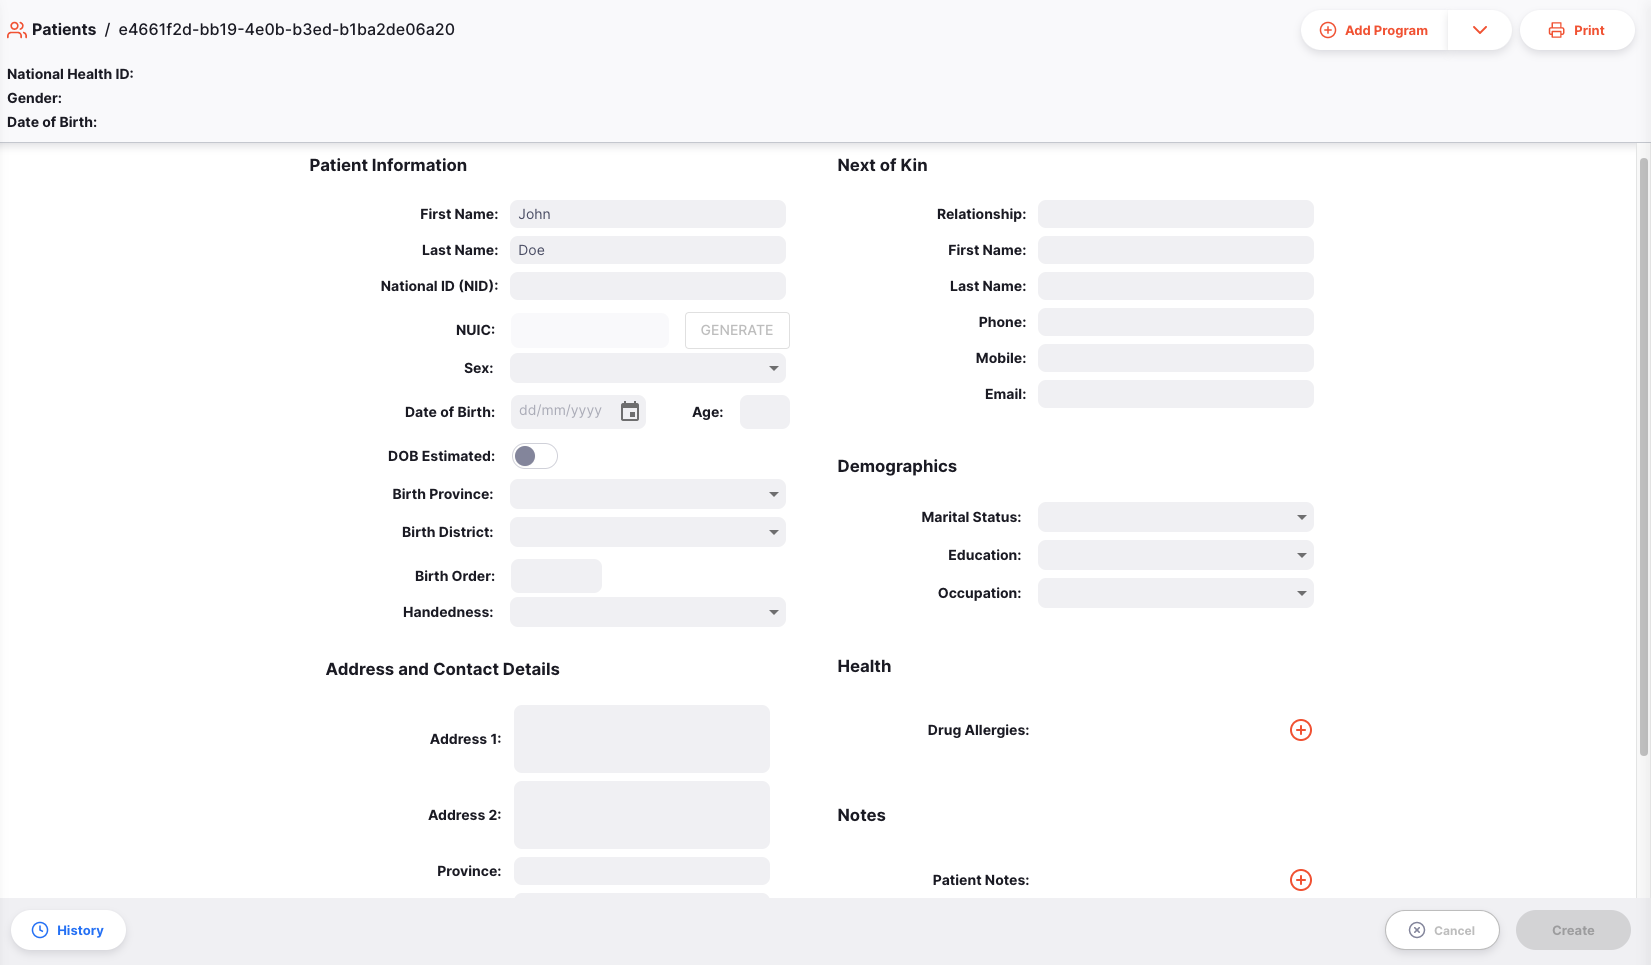 Patients / e4661f2d-bb19-4e0b-b3ed-b1ba2de06a20
Add Program
Print
National Health ID:
Gender:
Date of Birth:
Patient Information
First Name: John
Last Name: Doe
National ID (NID):
NUIC: GENERATE
Sex:
Date of Birth: dd/mm/yyyy Age:
DOB Estimated:
Birth Province:
Birth District:
Birth Order:
Handedness:
Address and Contact Details
Address 1:
Address 2:
Province:
Next of Kin
Relationship:
First Name:
Last Name:
Phone:
Mobile:
Email:
Demographics
Marital Status:
Education:
Occupation:
Health
Drug Allergies:
Notes
Patient Notes:
History
Cancel
Create